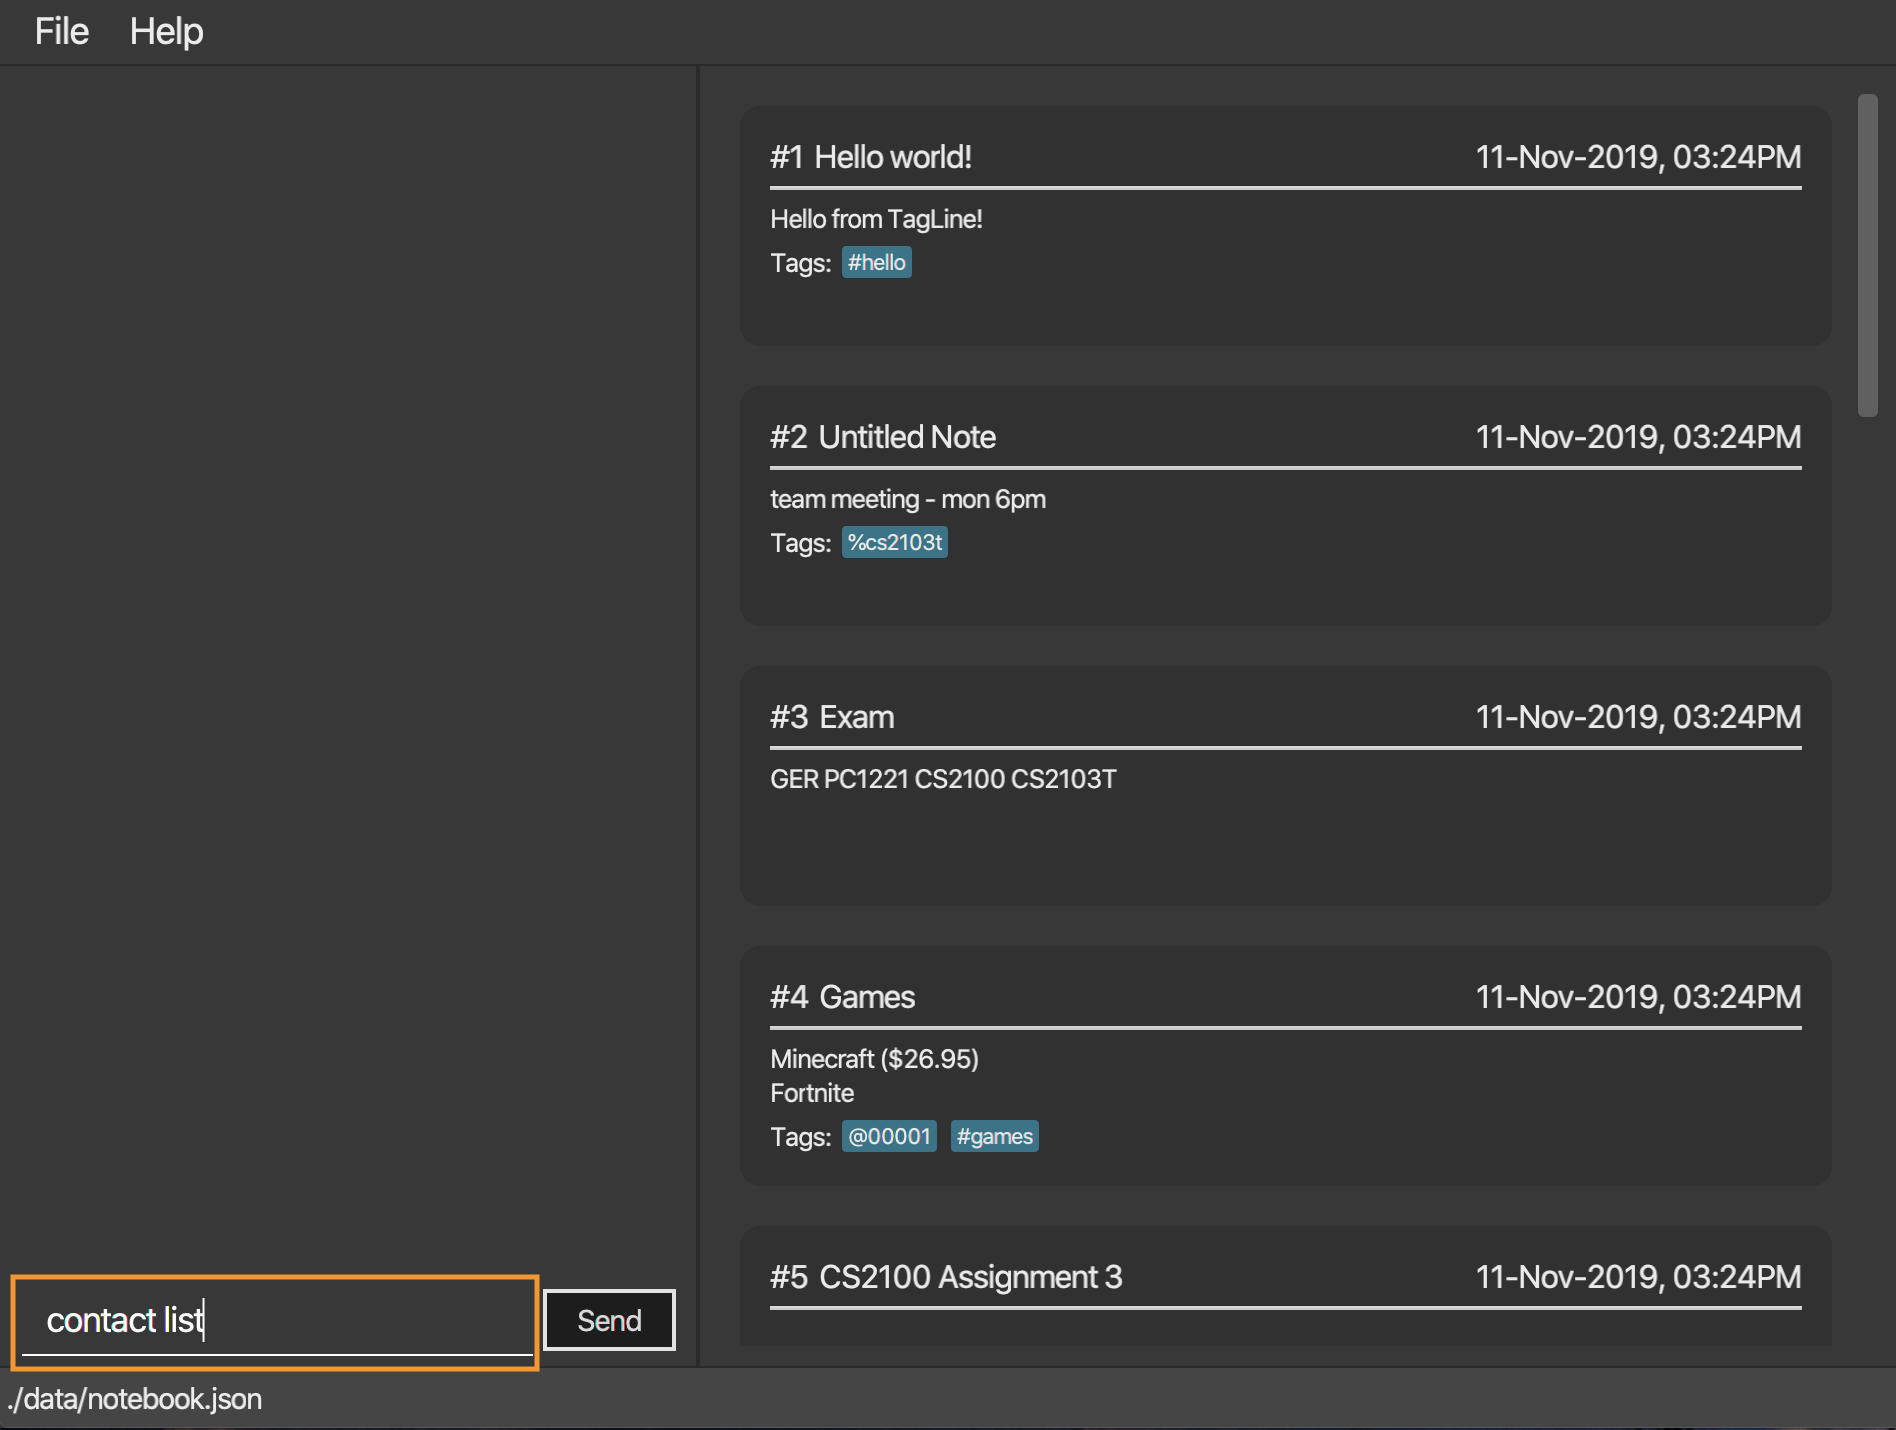 File Help
#1 Hello world! 11-Nov-2019, 03:24PM
Hello from TagLine!
Tags: #hello
#2 Untitled Note 11-Nov-2019, 03:24PM
team meeting - mon 6pm
Tags: %cs2103t
#3 Exam 11-Nov-2019, 03:24PM
GER PC1221 CS2100 CS2103T
#4 Games 11-Nov-2019, 03:24PM
Minecraft ($26.95)
Fortnite
Tags: @00001 #games
#5 CS2100 Assignment 3 11-Nov-2019, 03:24PM
contact list Send
./data/notebook.json